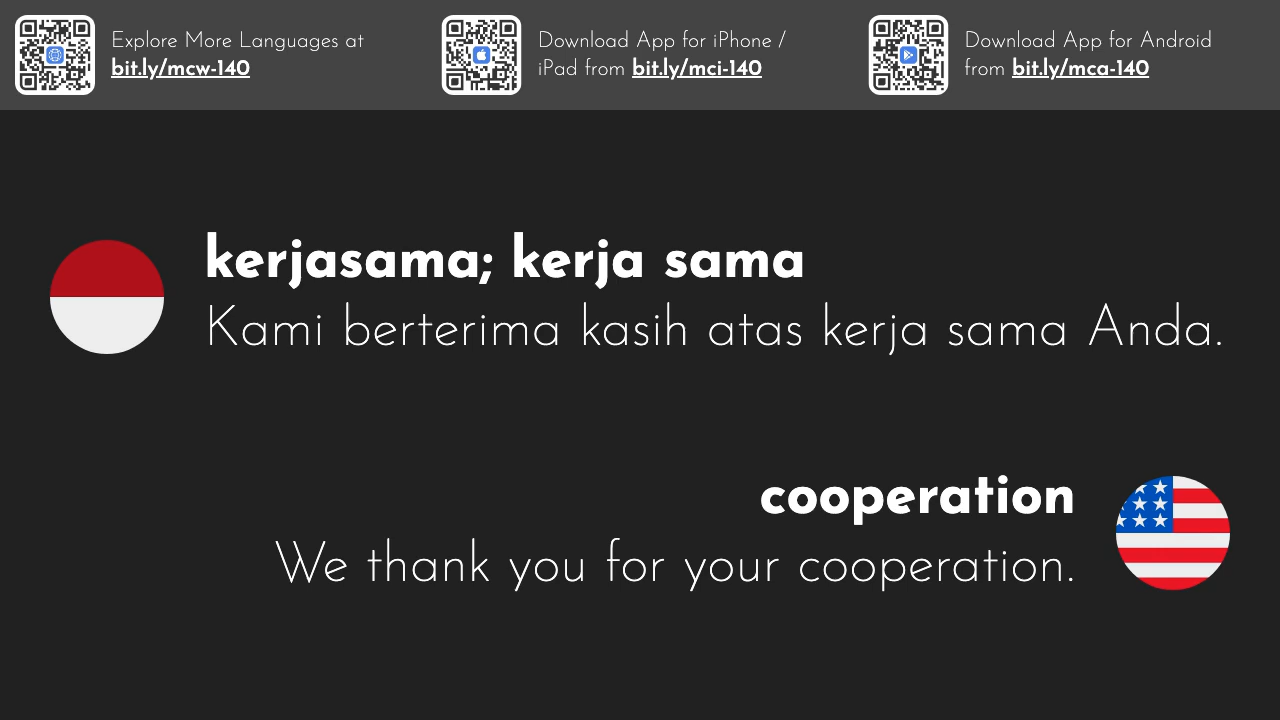 Explore More Languages at
bit.ly/mcw-140
Download App for iPhone /
iPad from bit.ly/mci-140
Download App for Android
from bit.ly/mca-140
kerjasama; kerja sama
Kami berterima kasih atas kerja sama Anda.
cooperation
We thank you for your cooperation.